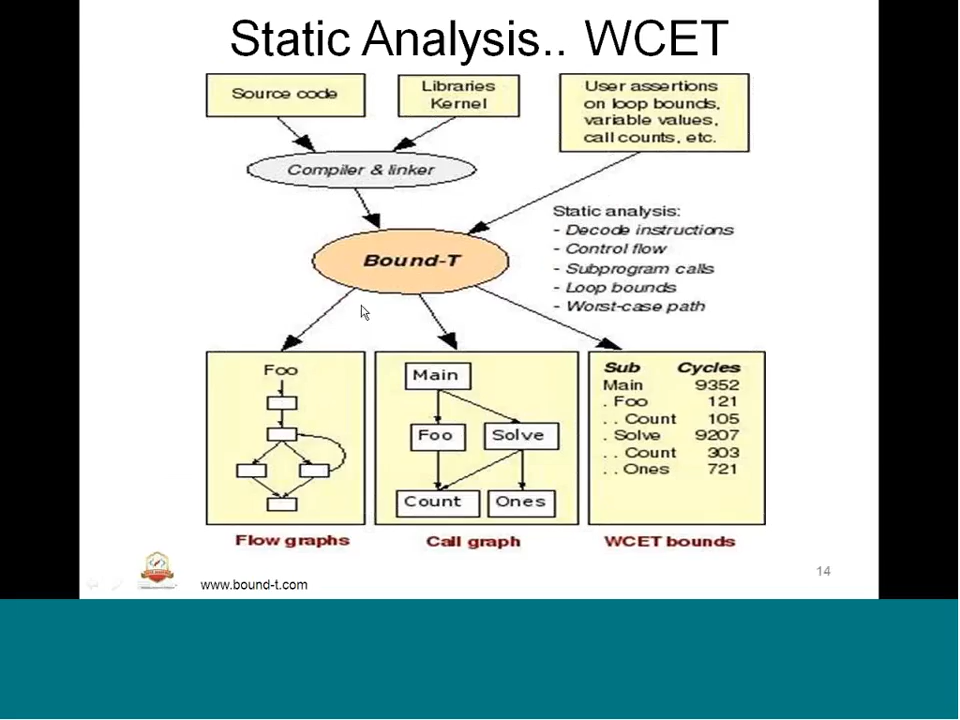 Static Analysis.. WCET
Source code
Libraries
Kernel
User assertions
on loop bounds,
variable values,
call counts, etc.
Compiler & linker
Bound-T
Static analysis:
- Decode instructions
- Control flow
- Subprogram calls
- Loop bounds
- Worst-case path
Foo
Main
Foo
Solve
Count
Ones
Sub Cycles
Main 9352
. Foo 121
. . Count 105
. Solve 9207
. . Count 303
. . Ones 721
Flow graphs
Call graph
WCET bounds
www.bound-t.com
14